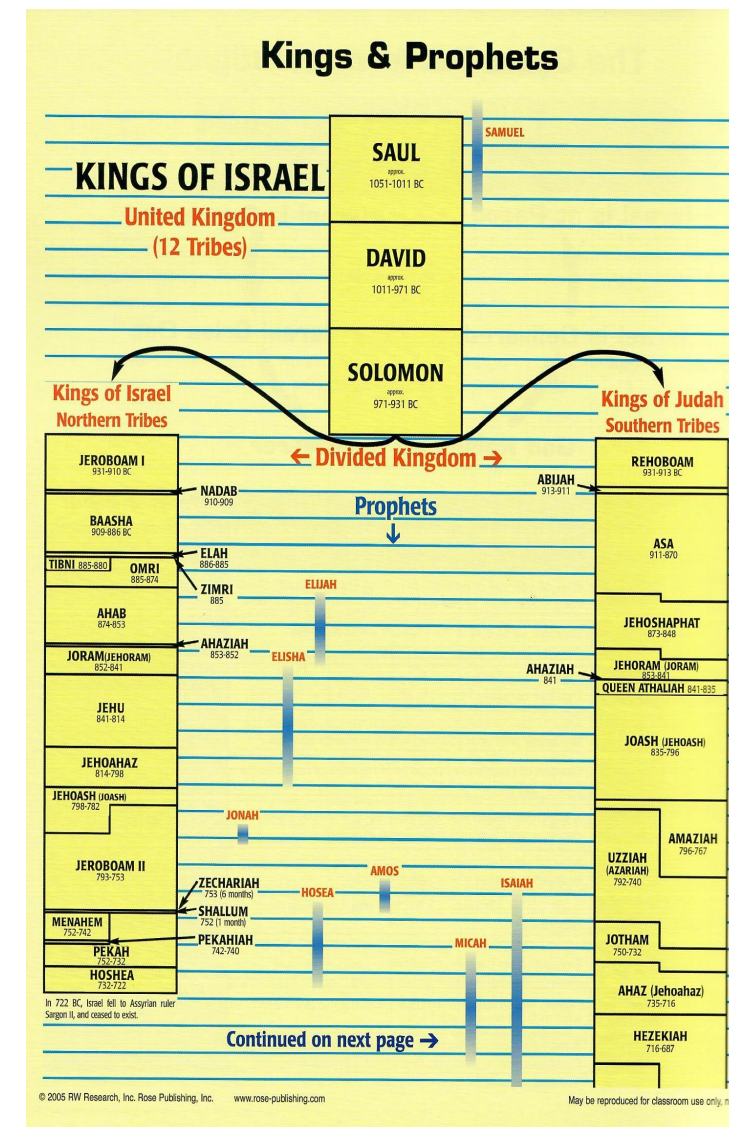 Kings & Prophets
KINGS OF ISRAEL
United Kingdom
(12 Tribes)
SAUL
approx.
1051-1011 BC
SAMUEL
DAVID
approx.
1011-971 BC
SOLOMON
approx.
971-931 BC
Kings of Israel
Northern Tribes
← Divided Kingdom →
Kings of Judah
Southern Tribes
Prophets
↓
JEROBOAM I
931-910 BC
NADAB
910-909
BAASHA
909-886 BC
ELAH
886-885
TIBNI 885-880
OMRI
885-874
ZIMRI
885
AHAB
874-853
AHAZIAH
853-852
JORAM(JEHORAM)
852-841
JEHU
841-814
JEHOAHAZ
814-798
JEHOASH (JOASH)
798-782
JEROBOAM II
793-753
ZECHARIAH
753 (6 months)
SHALLUM
752 (1 month)
MENAHEM
752-742
PEKAHIAH
742-740
PEKAH
752-732
HOSHEA
732-722
In 722 BC, Israel fell to Assyrian ruler
Sargon II, and ceased to exist.
ELIJAH
ELISHA
JONAH
AMOS
HOSEA
ISAIAH
MICAH
REHOBOAM
931-913 BC
ABIJAH
913-911
ASA
911-870
JEHOSHAPHAT
873-848
JEHORAM (JORAM)
853-841
AHAZIAH
841
QUEEN ATHALIAH 841-835
JOASH (JEHOASH)
835-796
AMAZIAH
796-767
UZZIAH
(AZARIAH)
792-740
JOTHAM
750-732
AHAZ (Jehoahaz)
735-716
HEZEKIAH
716-687
Continued on next page →
© 2005 RW Research, Inc. Rose Publishing, Inc. www.rose-publishing.com
May be reproduced for classroom use only,